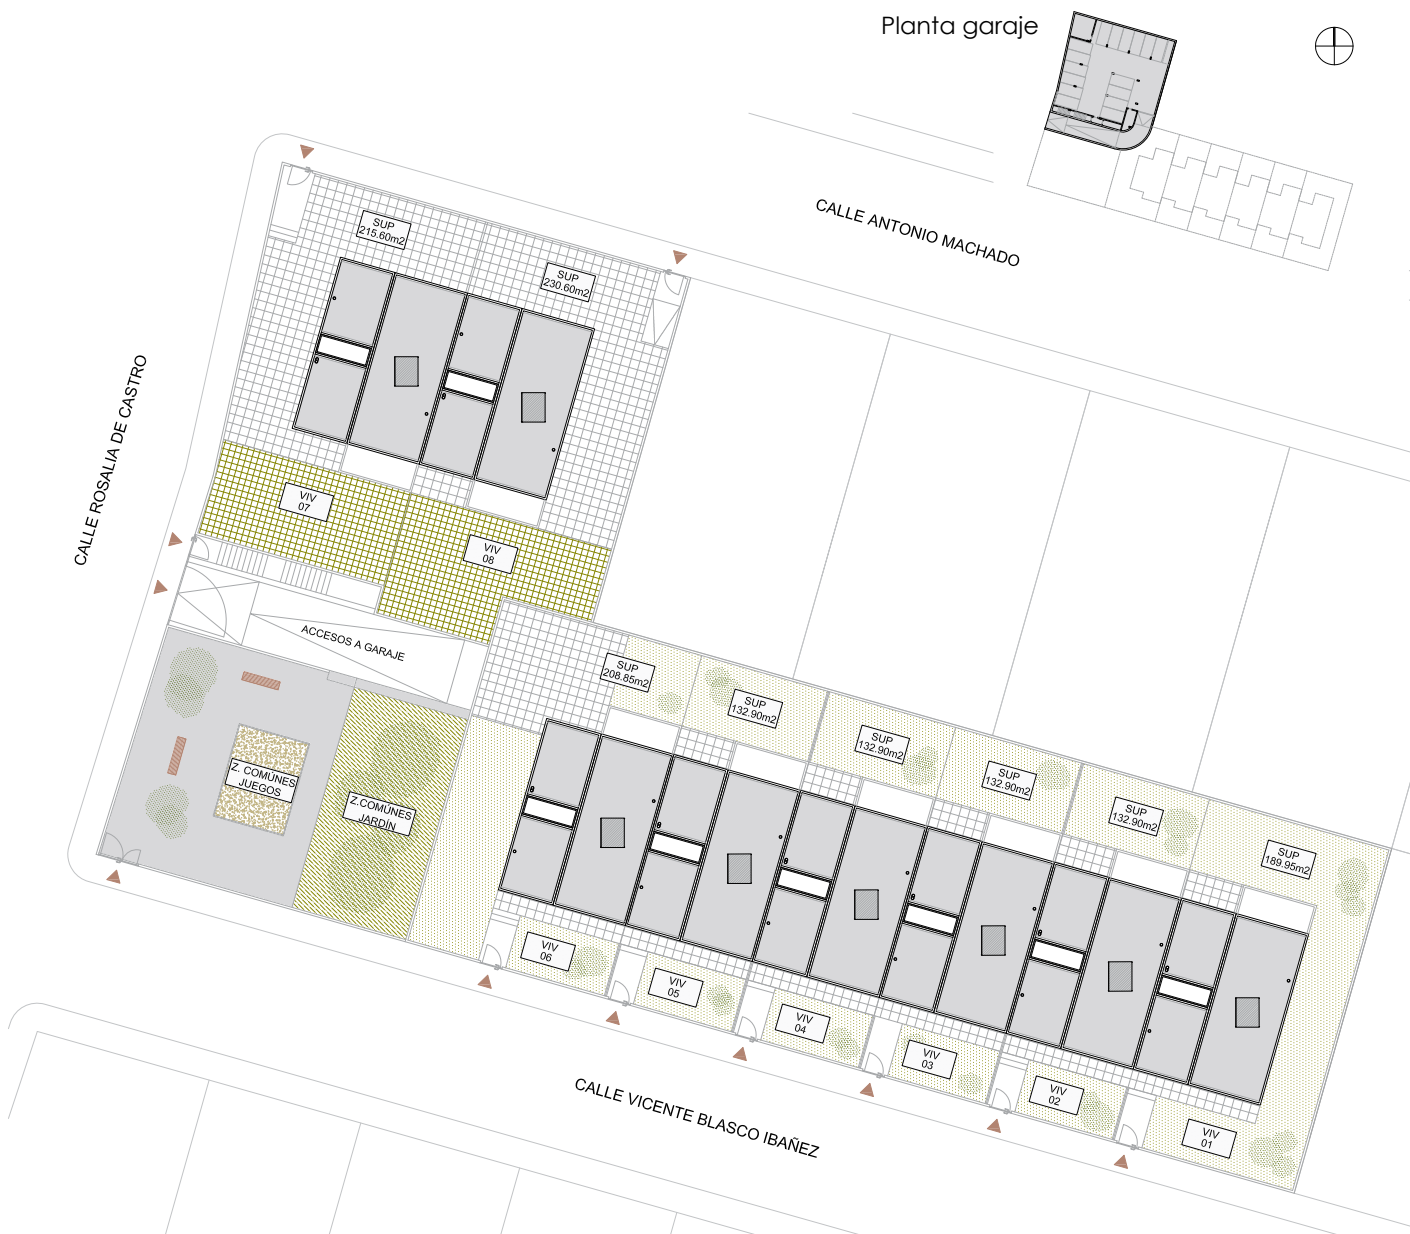 Planta garaje
CALLE ANTONIO MACHADO
SUP
215.60m2
SUP
230.60m2
CALLE ROSALIA DE CASTRO
VIV
07
VIV
08
ACCESOS A GARAJE
SUP
208.85m2
SUP
132.90m2
SUP
132.90m2
SUP
132.90m2
SUP
132.90m2
SUP
189.95m2
Z. COMÚNES
JUEGOS
Z.COMÚNES
JARDÍN
VIV
06
VIV
05
VIV
04
VIV
03
VIV
02
VIV
01
CALLE VICENTE BLASCO IBAÑEZ